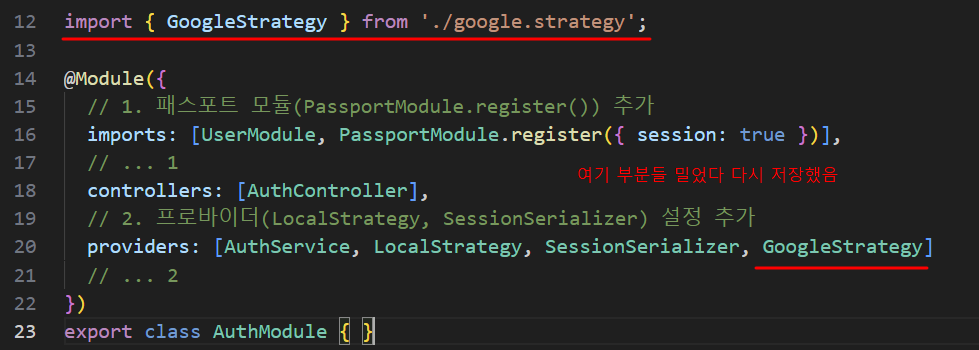 12 import { GoogleStrategy } from './google.strategy';
13
14 @Module({
15 // 1. 패스포트 모듈(PassportModule.register()) 추가
16 imports: [UserModule, PassportModule.register({ session: true })],
17 // ... 1
여기 부분들 밀었다 다시 저장했음
18 controllers: [AuthController],
19 // 2. 프로바이더(LocalStrategy, SessionSerializer) 설정 추가
20 providers: [AuthService, LocalStrategy, SessionSerializer, GoogleStrategy]
21 // ... 2
22 })
23 export class AuthModule { }